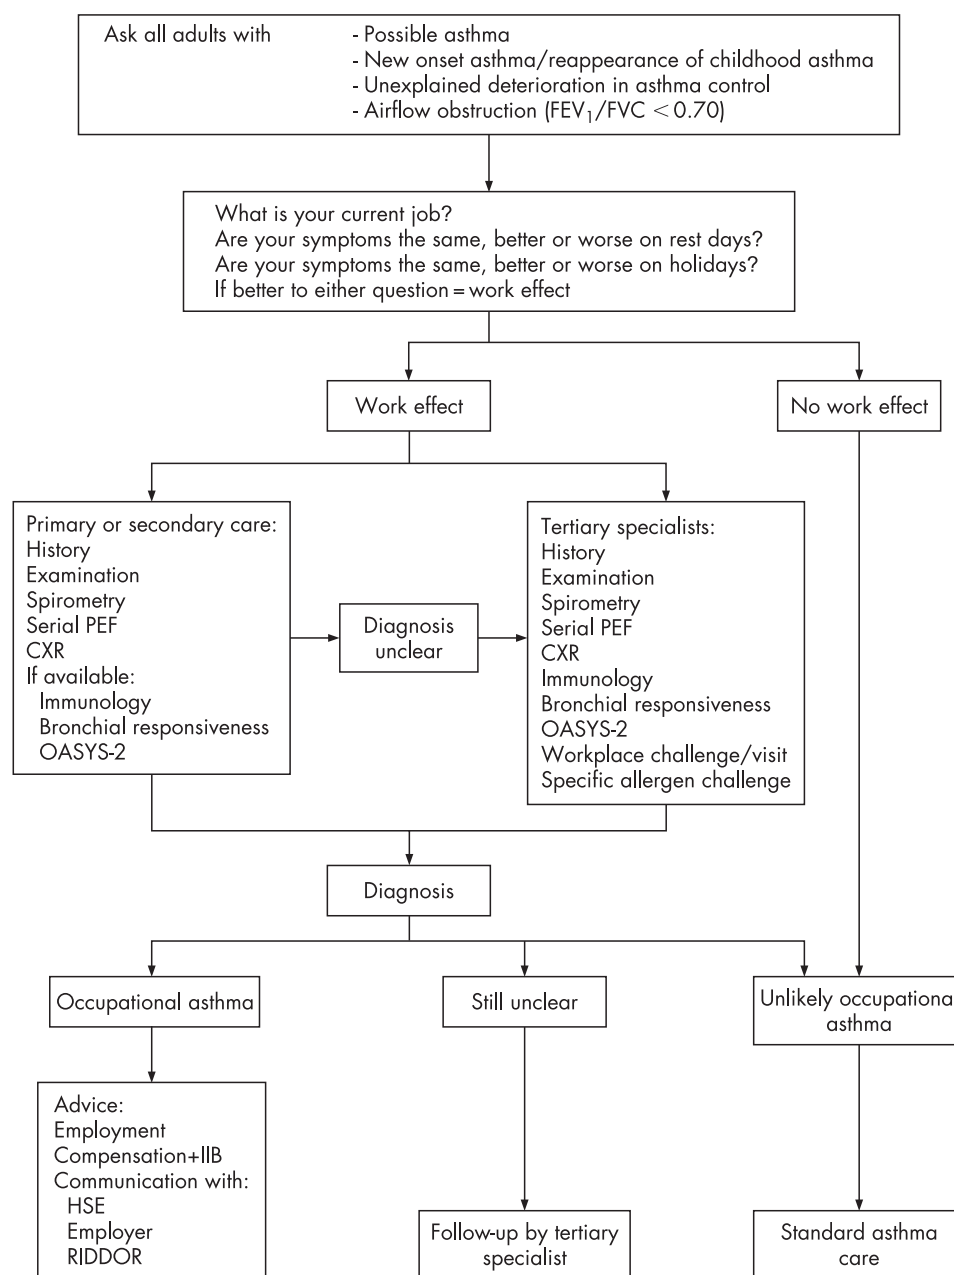 Ask all adults with
- Possible asthma
- New onset asthma/reappearance of childhood asthma
- Unexplained deterioration in asthma control
- Airflow obstruction (FEV₁/FVC < 0.70)
What is your current job?
Are your symptoms the same, better or worse on rest days?
Are your symptoms the same, better or worse on holidays?
If better to either question = work effect
Work effect
No work effect
Primary or secondary care:
History
Examination
Spirometry
Serial PEF
CXR
If available:
Immunology
Bronchial responsiveness
OASYS-2
Diagnosis
unclear
Tertiary specialists:
History
Examination
Spirometry
Serial PEF
CXR
Immunology
Bronchial responsiveness
OASYS-2
Workplace challenge/visit
Specific allergen challenge
Diagnosis
Occupational asthma
Still unclear
Unlikely occupationa
asthma
Advice:
Employment
Compensation+IIB
Communication with:
HSE
Employer
RIDDOR
Follow-up by tertiary
specialist
Standard asthma
care